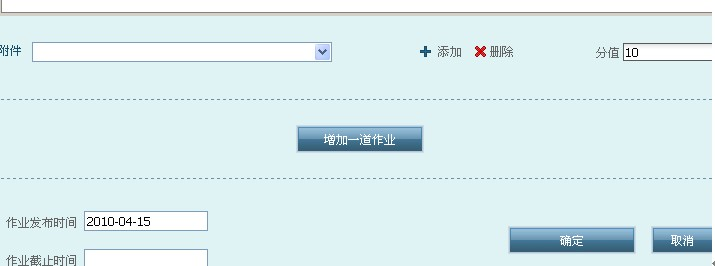 附件 添加 删除 分值 10
增加一道作业
作业发布时间 2010-04-15
确定 取消
作业截止时间